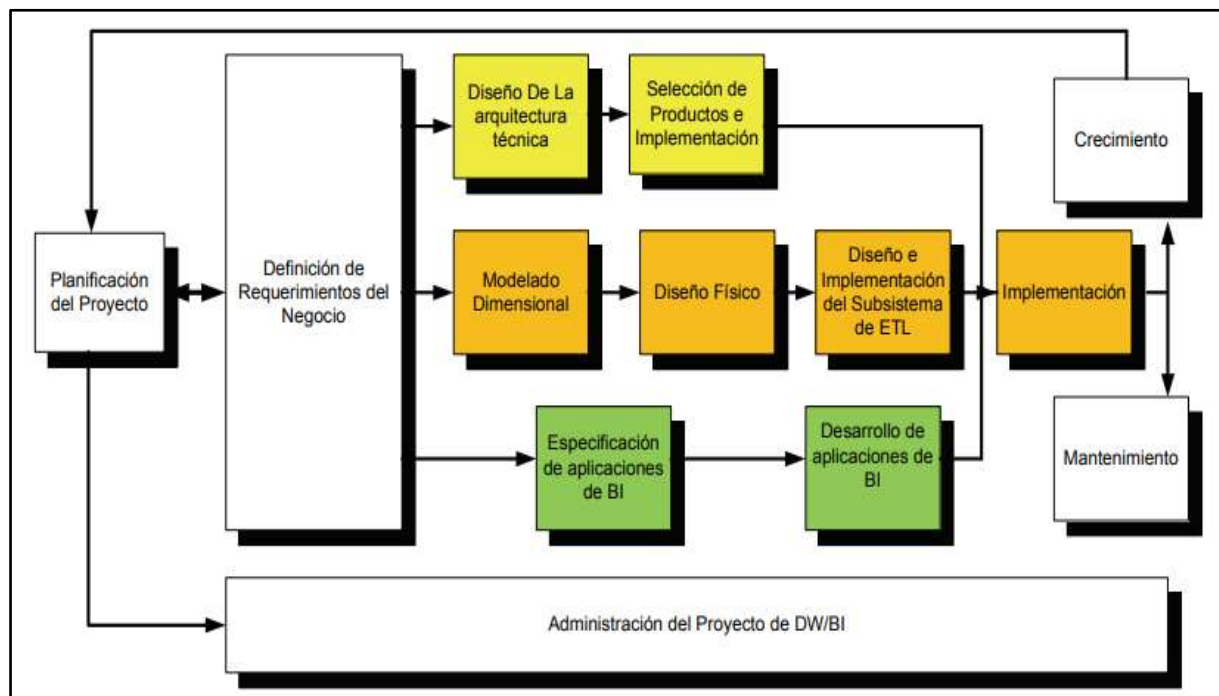 Diseño De La
arquitectura
técnica
Selección de
Productos e
Implementación
Crecimiento
Planificación
del Proyecto
Definición de
Requerimientos del
Negocio
Modelado
Dimensional
Diseño Físico
Diseño e
Implementación
del Subsistema
de ETL
Implementación
Especificación
de aplicaciones
de BI
Desarrollo de
aplicaciones de
BI
Mantenimiento
Administración del Proyecto de DW/BI